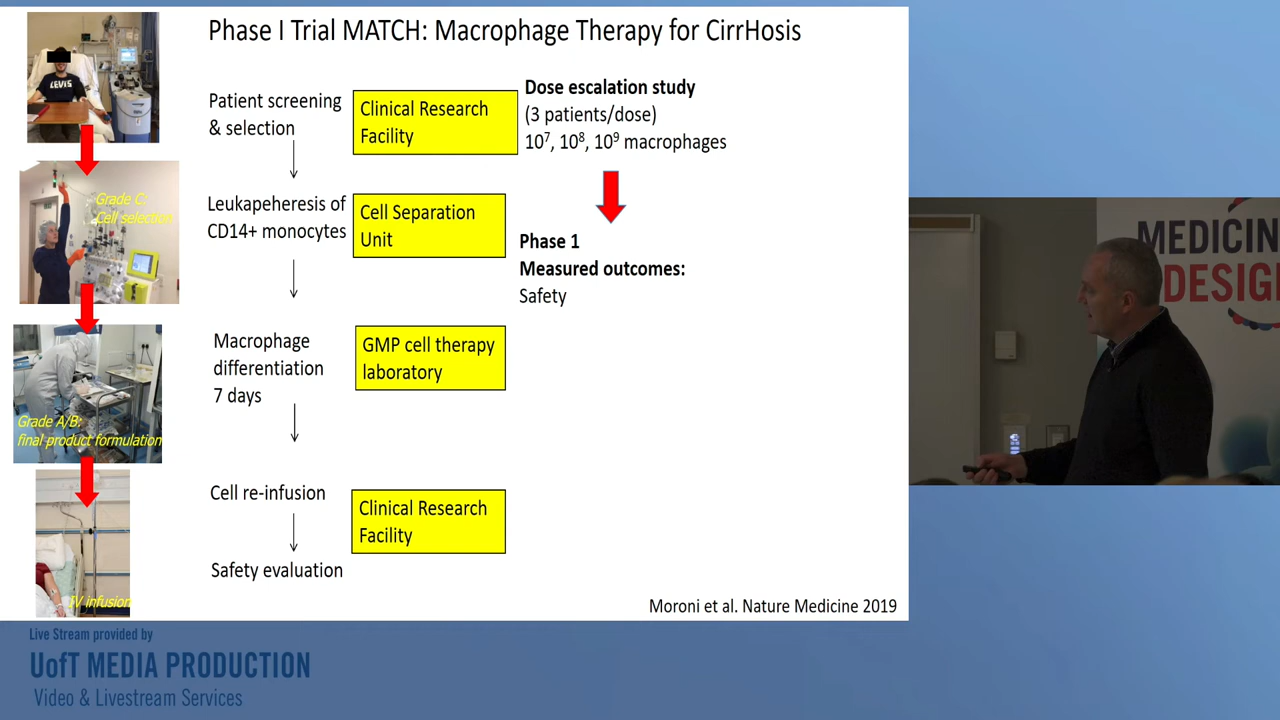 Phase I Trial MATCH: Macrophage Therapy for CirrHosis
LEVIS
Patient screening
& selection
Clinical Research
Facility
Dose escalation study
(3 patients/dose)
10⁷, 10⁸, 10⁹ macrophages
Grade C:
Cell selection
Leukapeheresis of
CD14+ monocytes
Cell Separation
Unit
Phase 1
Measured outcomes:
Safety
Macrophage
differentiation
7 days
GMP cell therapy
laboratory
Grade A/B:
final product formulation
Cell re-infusion
Clinical Research
Facility
Safety evaluation
IV infusion
Moroni et al. Nature Medicine 2019
MEDICIN
DESIG
Live Stream provided by
UofT MEDIA PRODUCTION
Video & Livestream Services